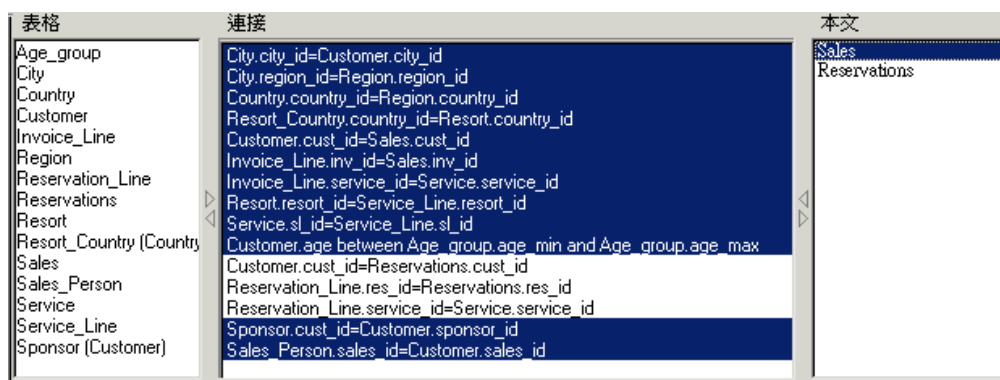 表格
Age_group
City
Country
Customer
Invoice_Line
Region
Reservation_Line
Reservations
Resort
Resort_Country (Country
Sales
Sales_Person
Service
Service_Line
Sponsor (Customer)
連接
City.city_id=Customer.city_id
City.region_id=Region.region_id
Country.country_id=Region.country_id
Resort_Country.country_id=Resort.country_id
Customer.cust_id=Sales.cust_id
Invoice_Line.inv_id=Sales.inv_id
Invoice_Line.service_id=Service.service_id
Resort.resort_id=Service_Line.resort_id
Service.sl_id=Service_Line.sl_id
Customer.age between Age_group.age_min and Age_group.age_max
Customer.cust_id=Reservations.cust_id
Reservation_Line.res_id=Reservations.res_id
Reservation_Line.service_id=Service.service_id
Sponsor.cust_id=Customer.sponsor_id
Sales_Person.sales_id=Customer.sales_id
本文
Sales
Reservations